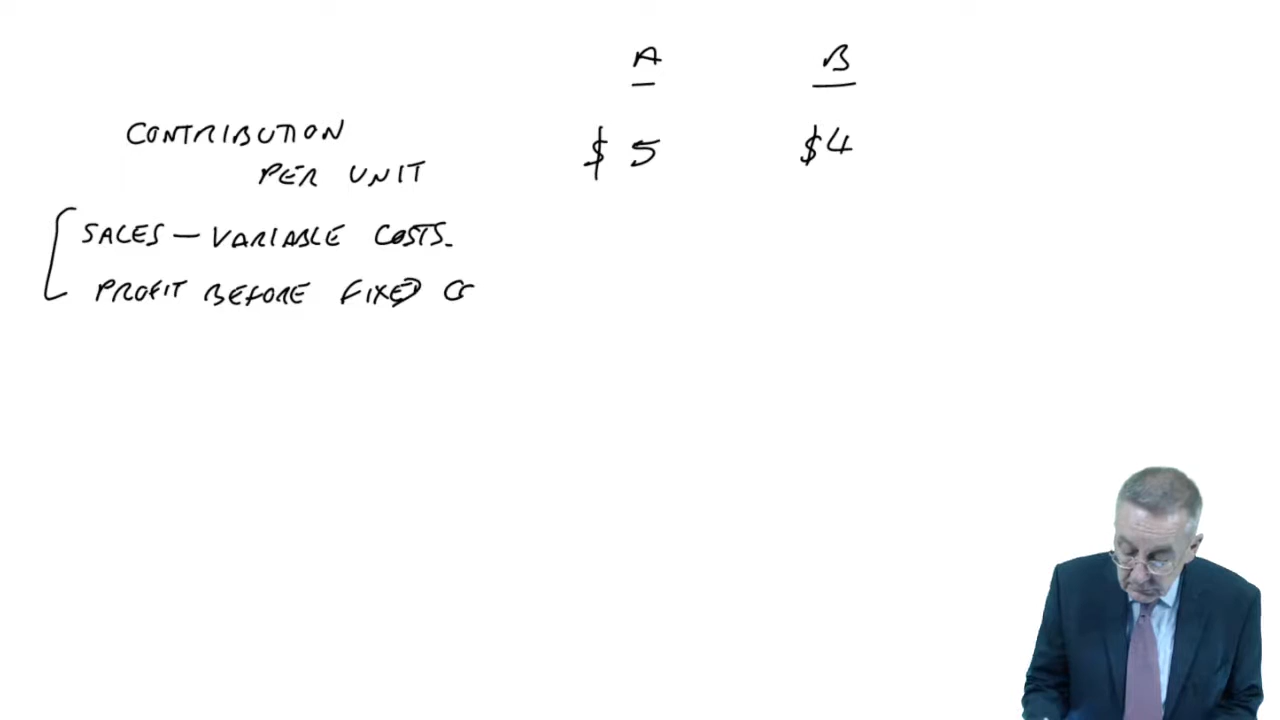 A B
CONTRIBUTION $ 5 $4
PER UNIT
SALES — VARIABLE COSTS.
PROFIT BEFORE FIXED